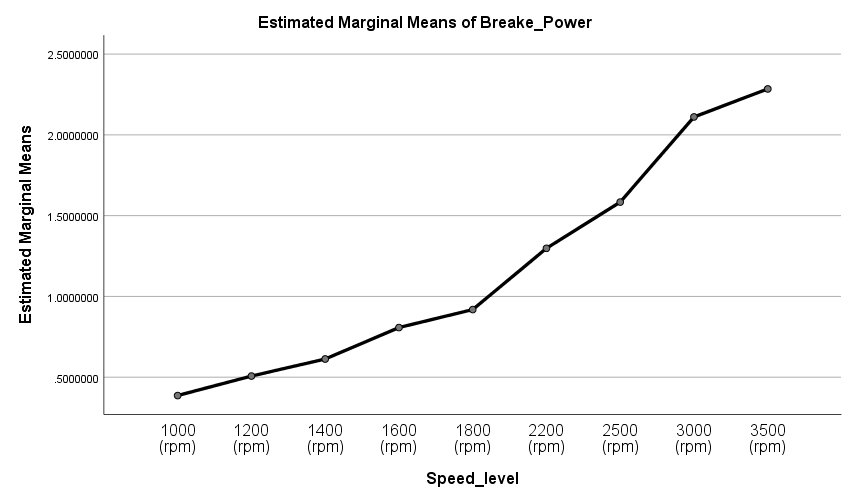 Estimated Marginal Means of Breake_Power
Estimated Marginal Means
2.5000000
2.0000000
1.5000000
1.0000000
.5000000
1000 1200 1400 1600 1800 2200 2500 3000 3500
(rpm) (rpm) (rpm) (rpm) (rpm) (rpm) (rpm) (rpm) (rpm)
Speed_level